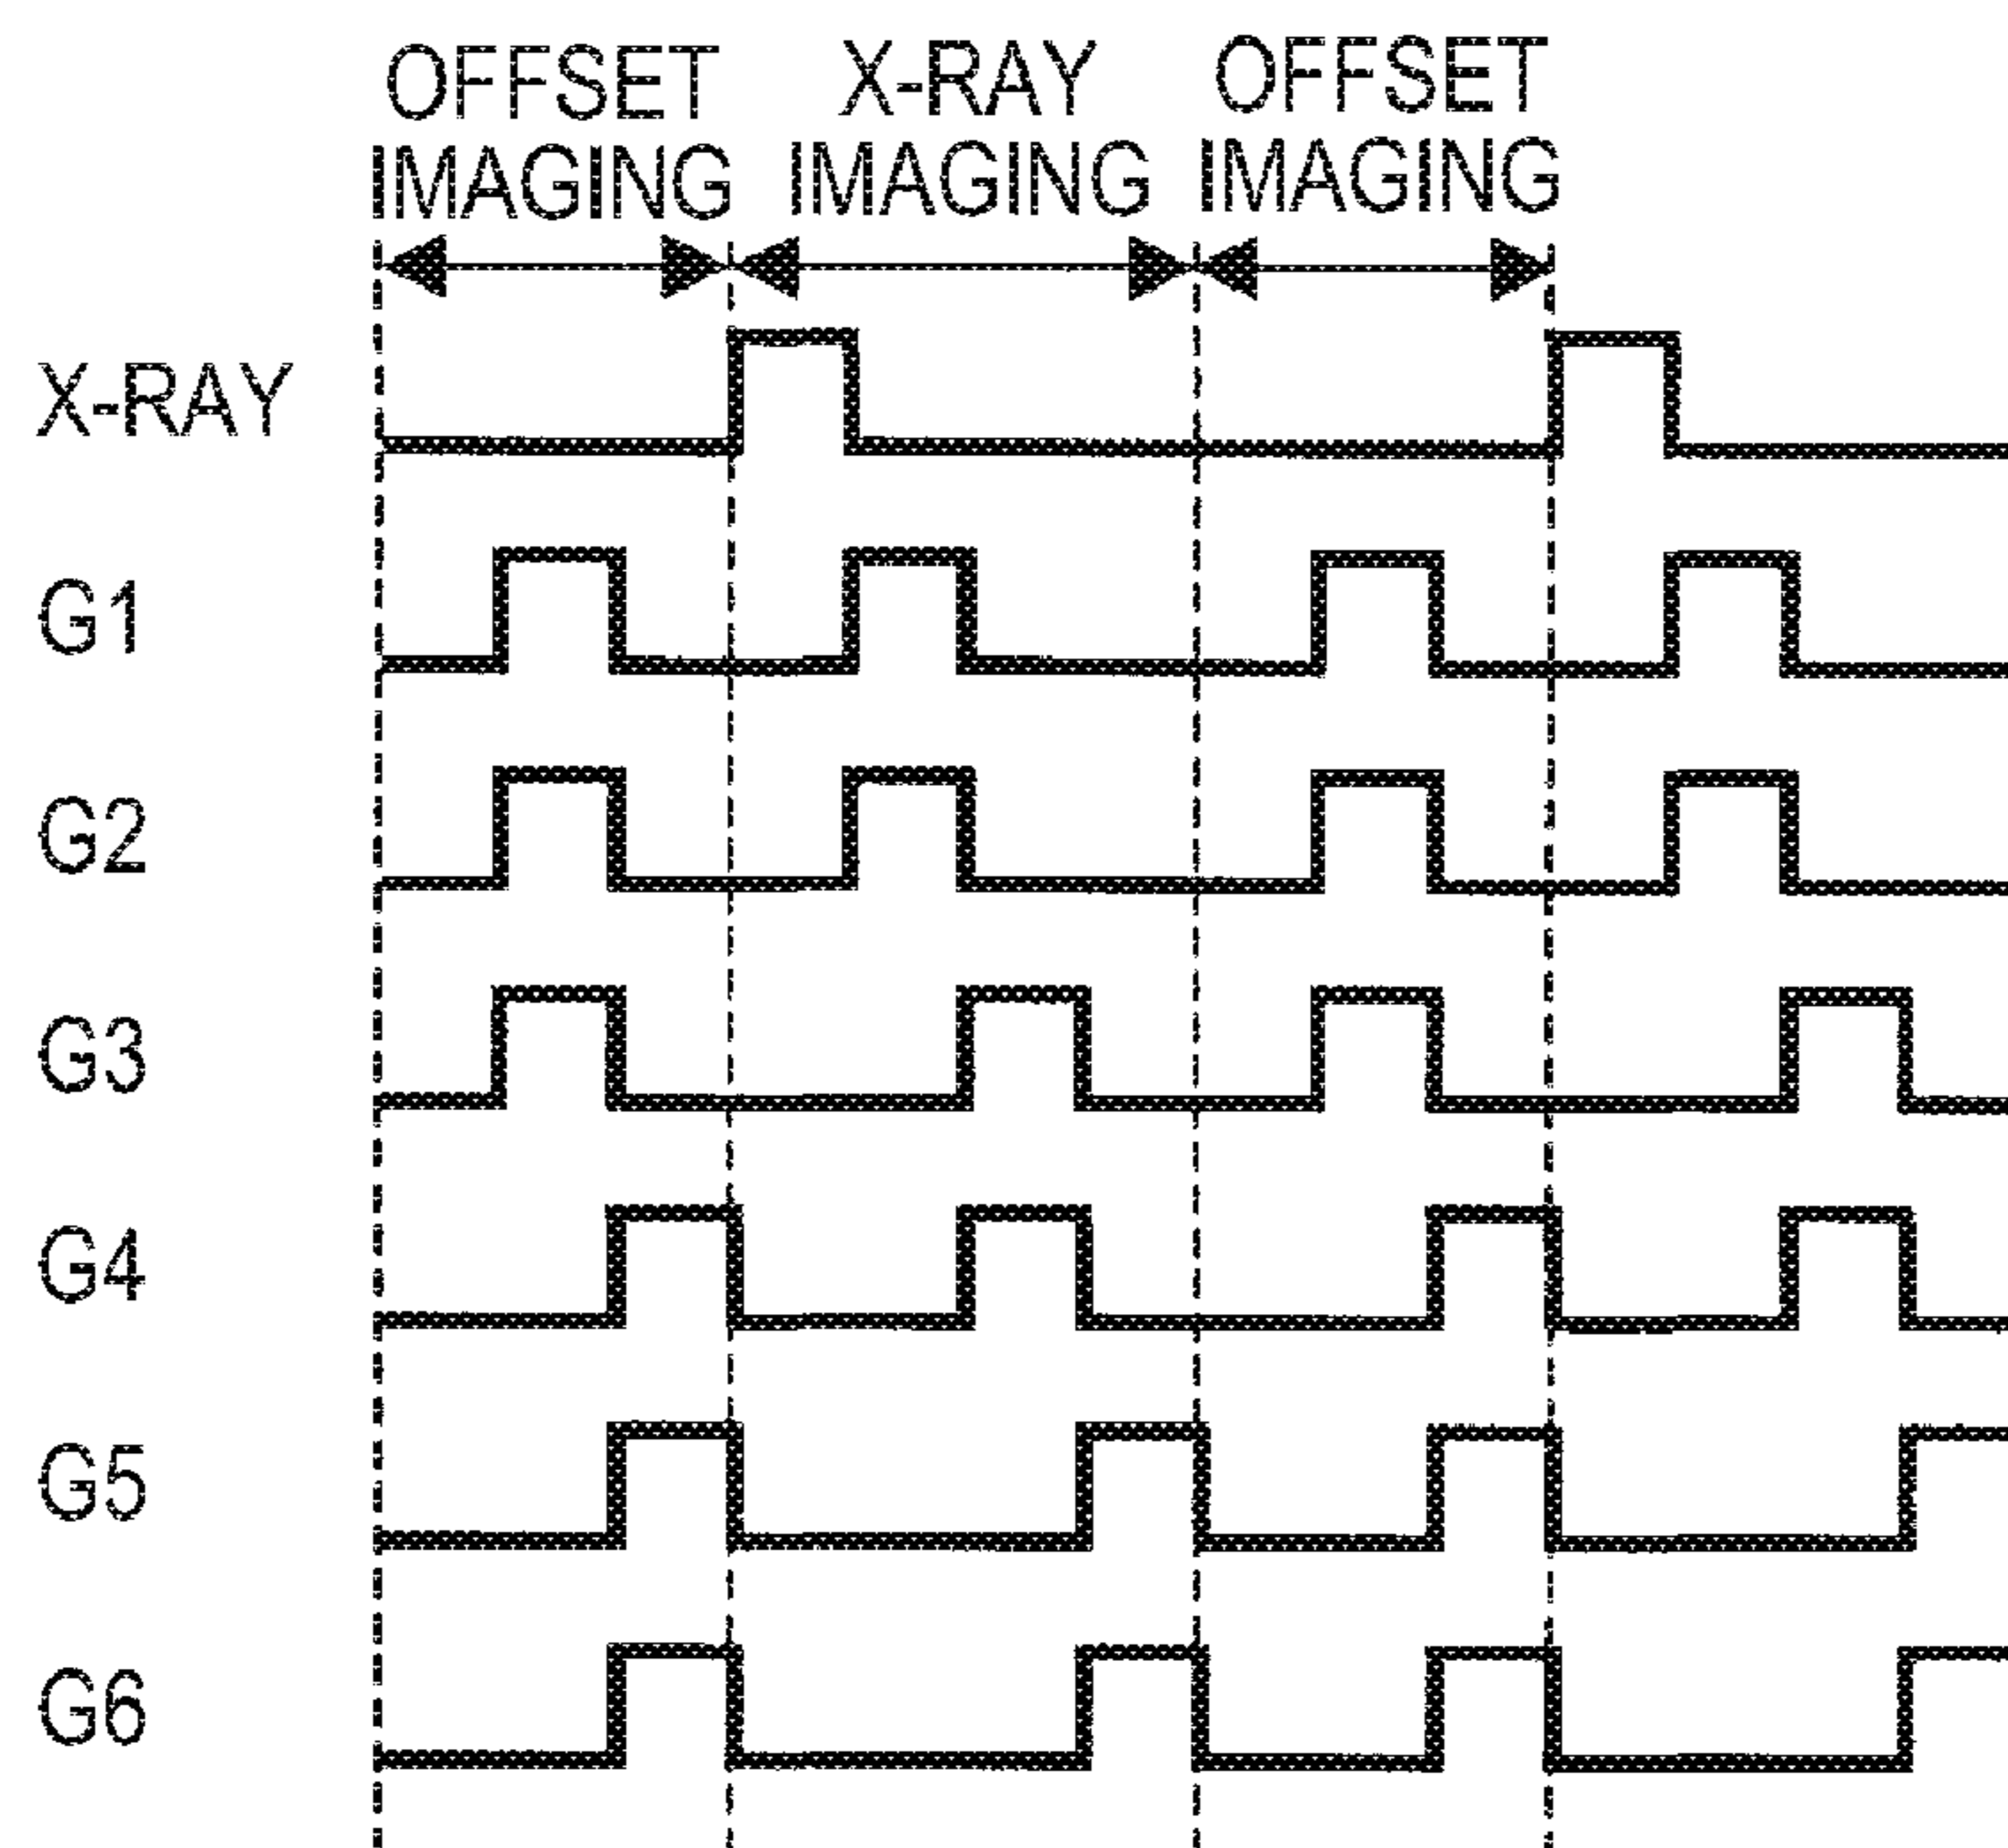 OFFSET IMAGING
X-RAY IMAGING
OFFSET IMAGING
X-RAY
G1
G2
G3
G4
G5
G6